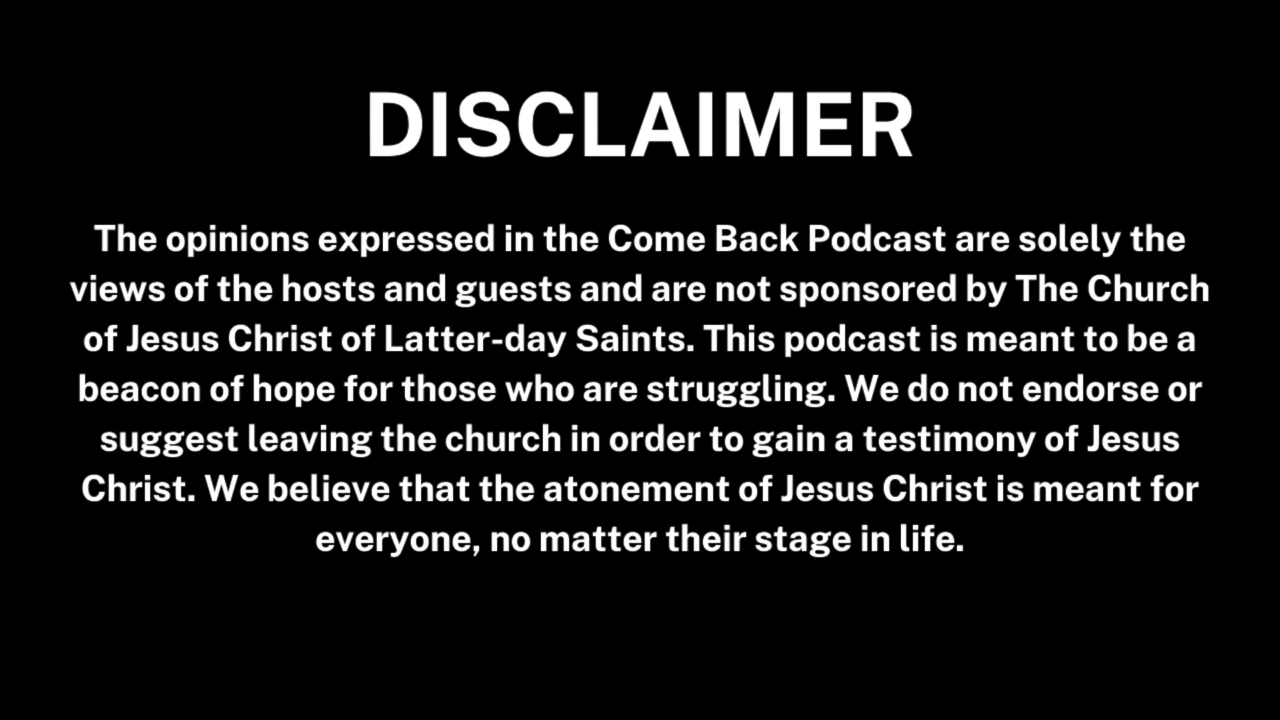 DISCLAIMER
The opinions expressed in the Come Back Podcast are solely the
views of the hosts and guests and are not sponsored by The Church
of Jesus Christ of Latter-day Saints. This podcast is meant to be a
beacon of hope for those who are struggling. We do not endorse or
suggest leaving the church in order to gain a testimony of Jesus
Christ. We believe that the atonement of Jesus Christ is meant for
everyone, no matter their stage in life.